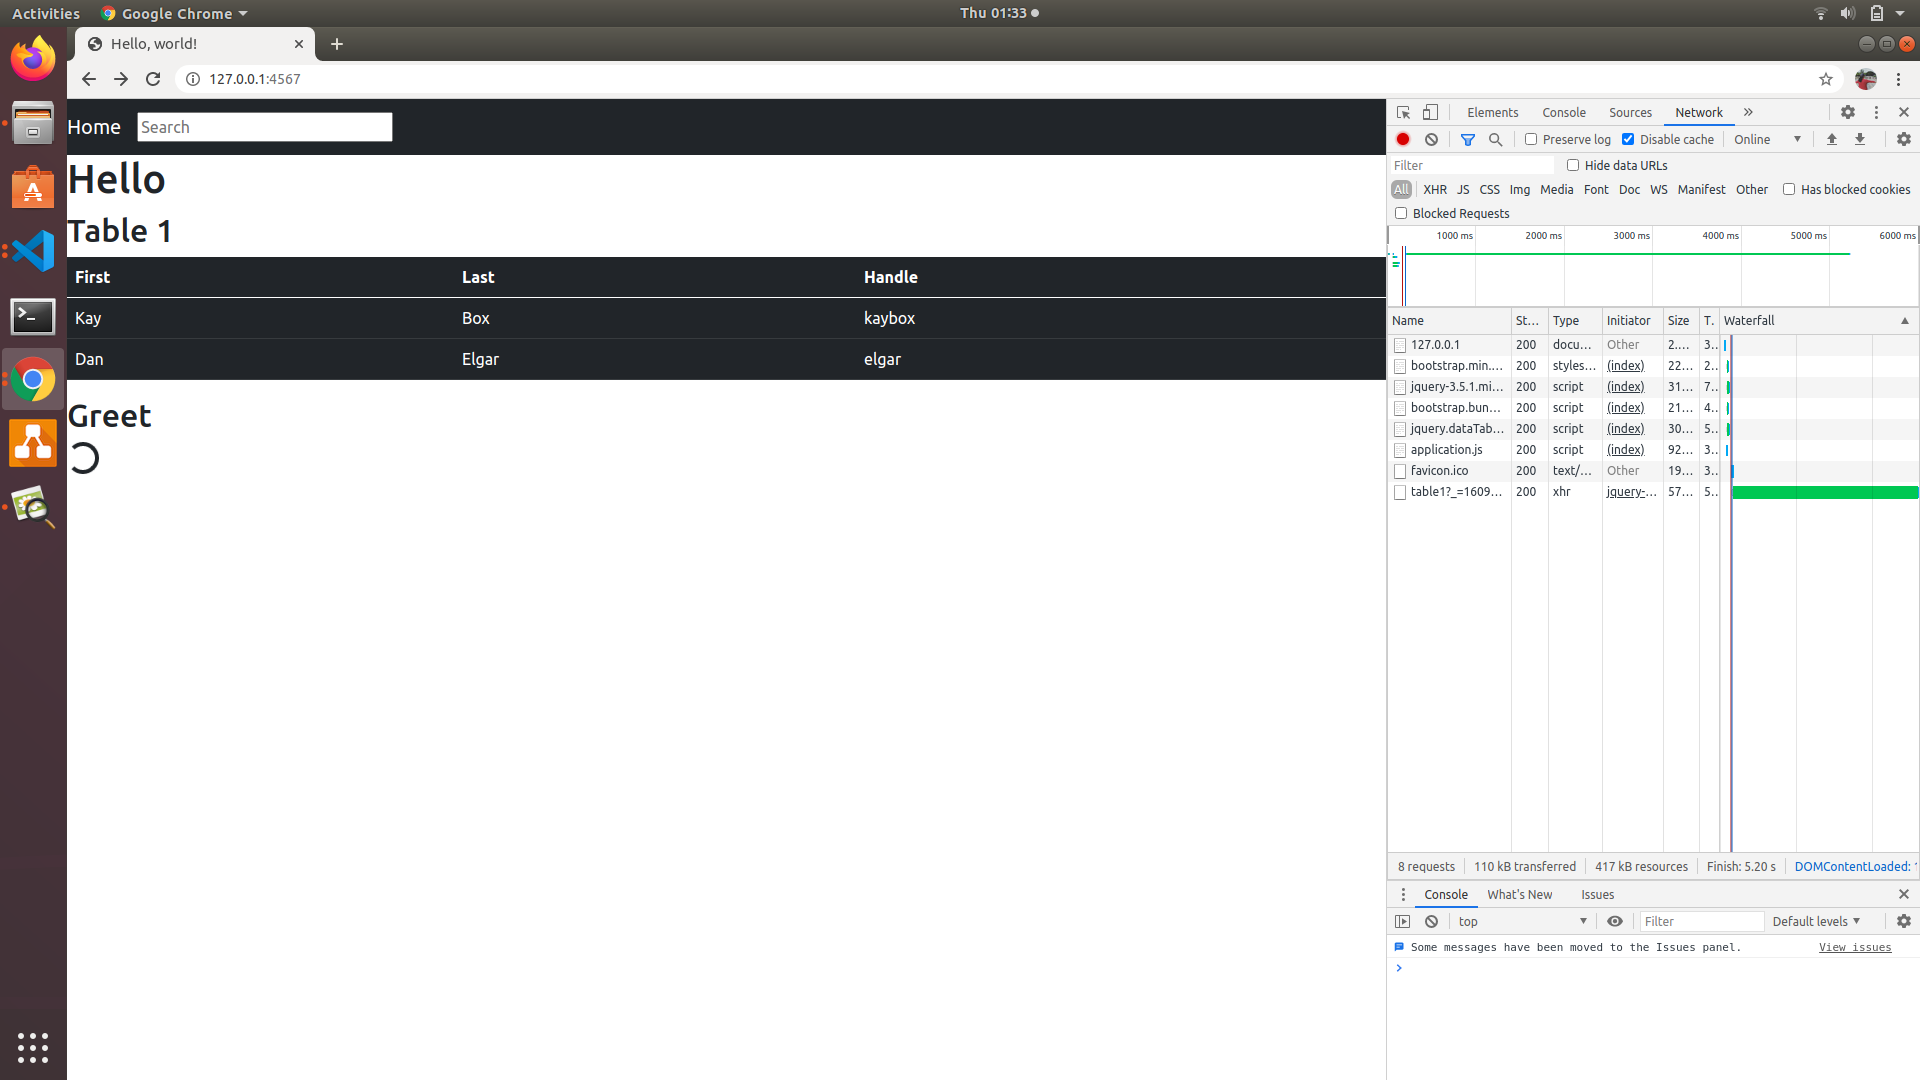 Activities Google Chrome Thu 01:33
Hello, world!
127.0.0.1:4567
Home Search
Hello
Table 1
First Last Handle
Kay Box kaybox
Dan Elgar elgar
Greet
Elements Console Sources Network
Preserve log Disable cache Online
Filter Hide data URLs
All XHR JS CSS Img Media Font Doc WS Manifest Other Has blocked cookies
Blocked Requests
1000 ms 2000 ms 3000 ms 4000 ms 5000 ms 6000 ms
Name St... Type Initiator Size T. Waterfall
127.0.0.1 200 docu... Other 2.... 3..
bootstrap.min.... 200 styles... (index) 22... 2..
jquery-3.5.1.mi... 200 script (index) 31... 7..
bootstrap.bun... 200 script (index) 21... 4..
jquery.dataTab... 200 script (index) 30... 5..
application.js 200 script (index) 92... 3..
favicon.ico 200 text/... Other 19... 3..
table1?_=1609... 200 xhr jquery-... 57... 5..
8 requests 110 kB transferred 417 kB resources Finish: 5.20 s DOMContentLoaded:
Console What's New Issues
top Filter Default levels
Some messages have been moved to the Issues panel. View issues